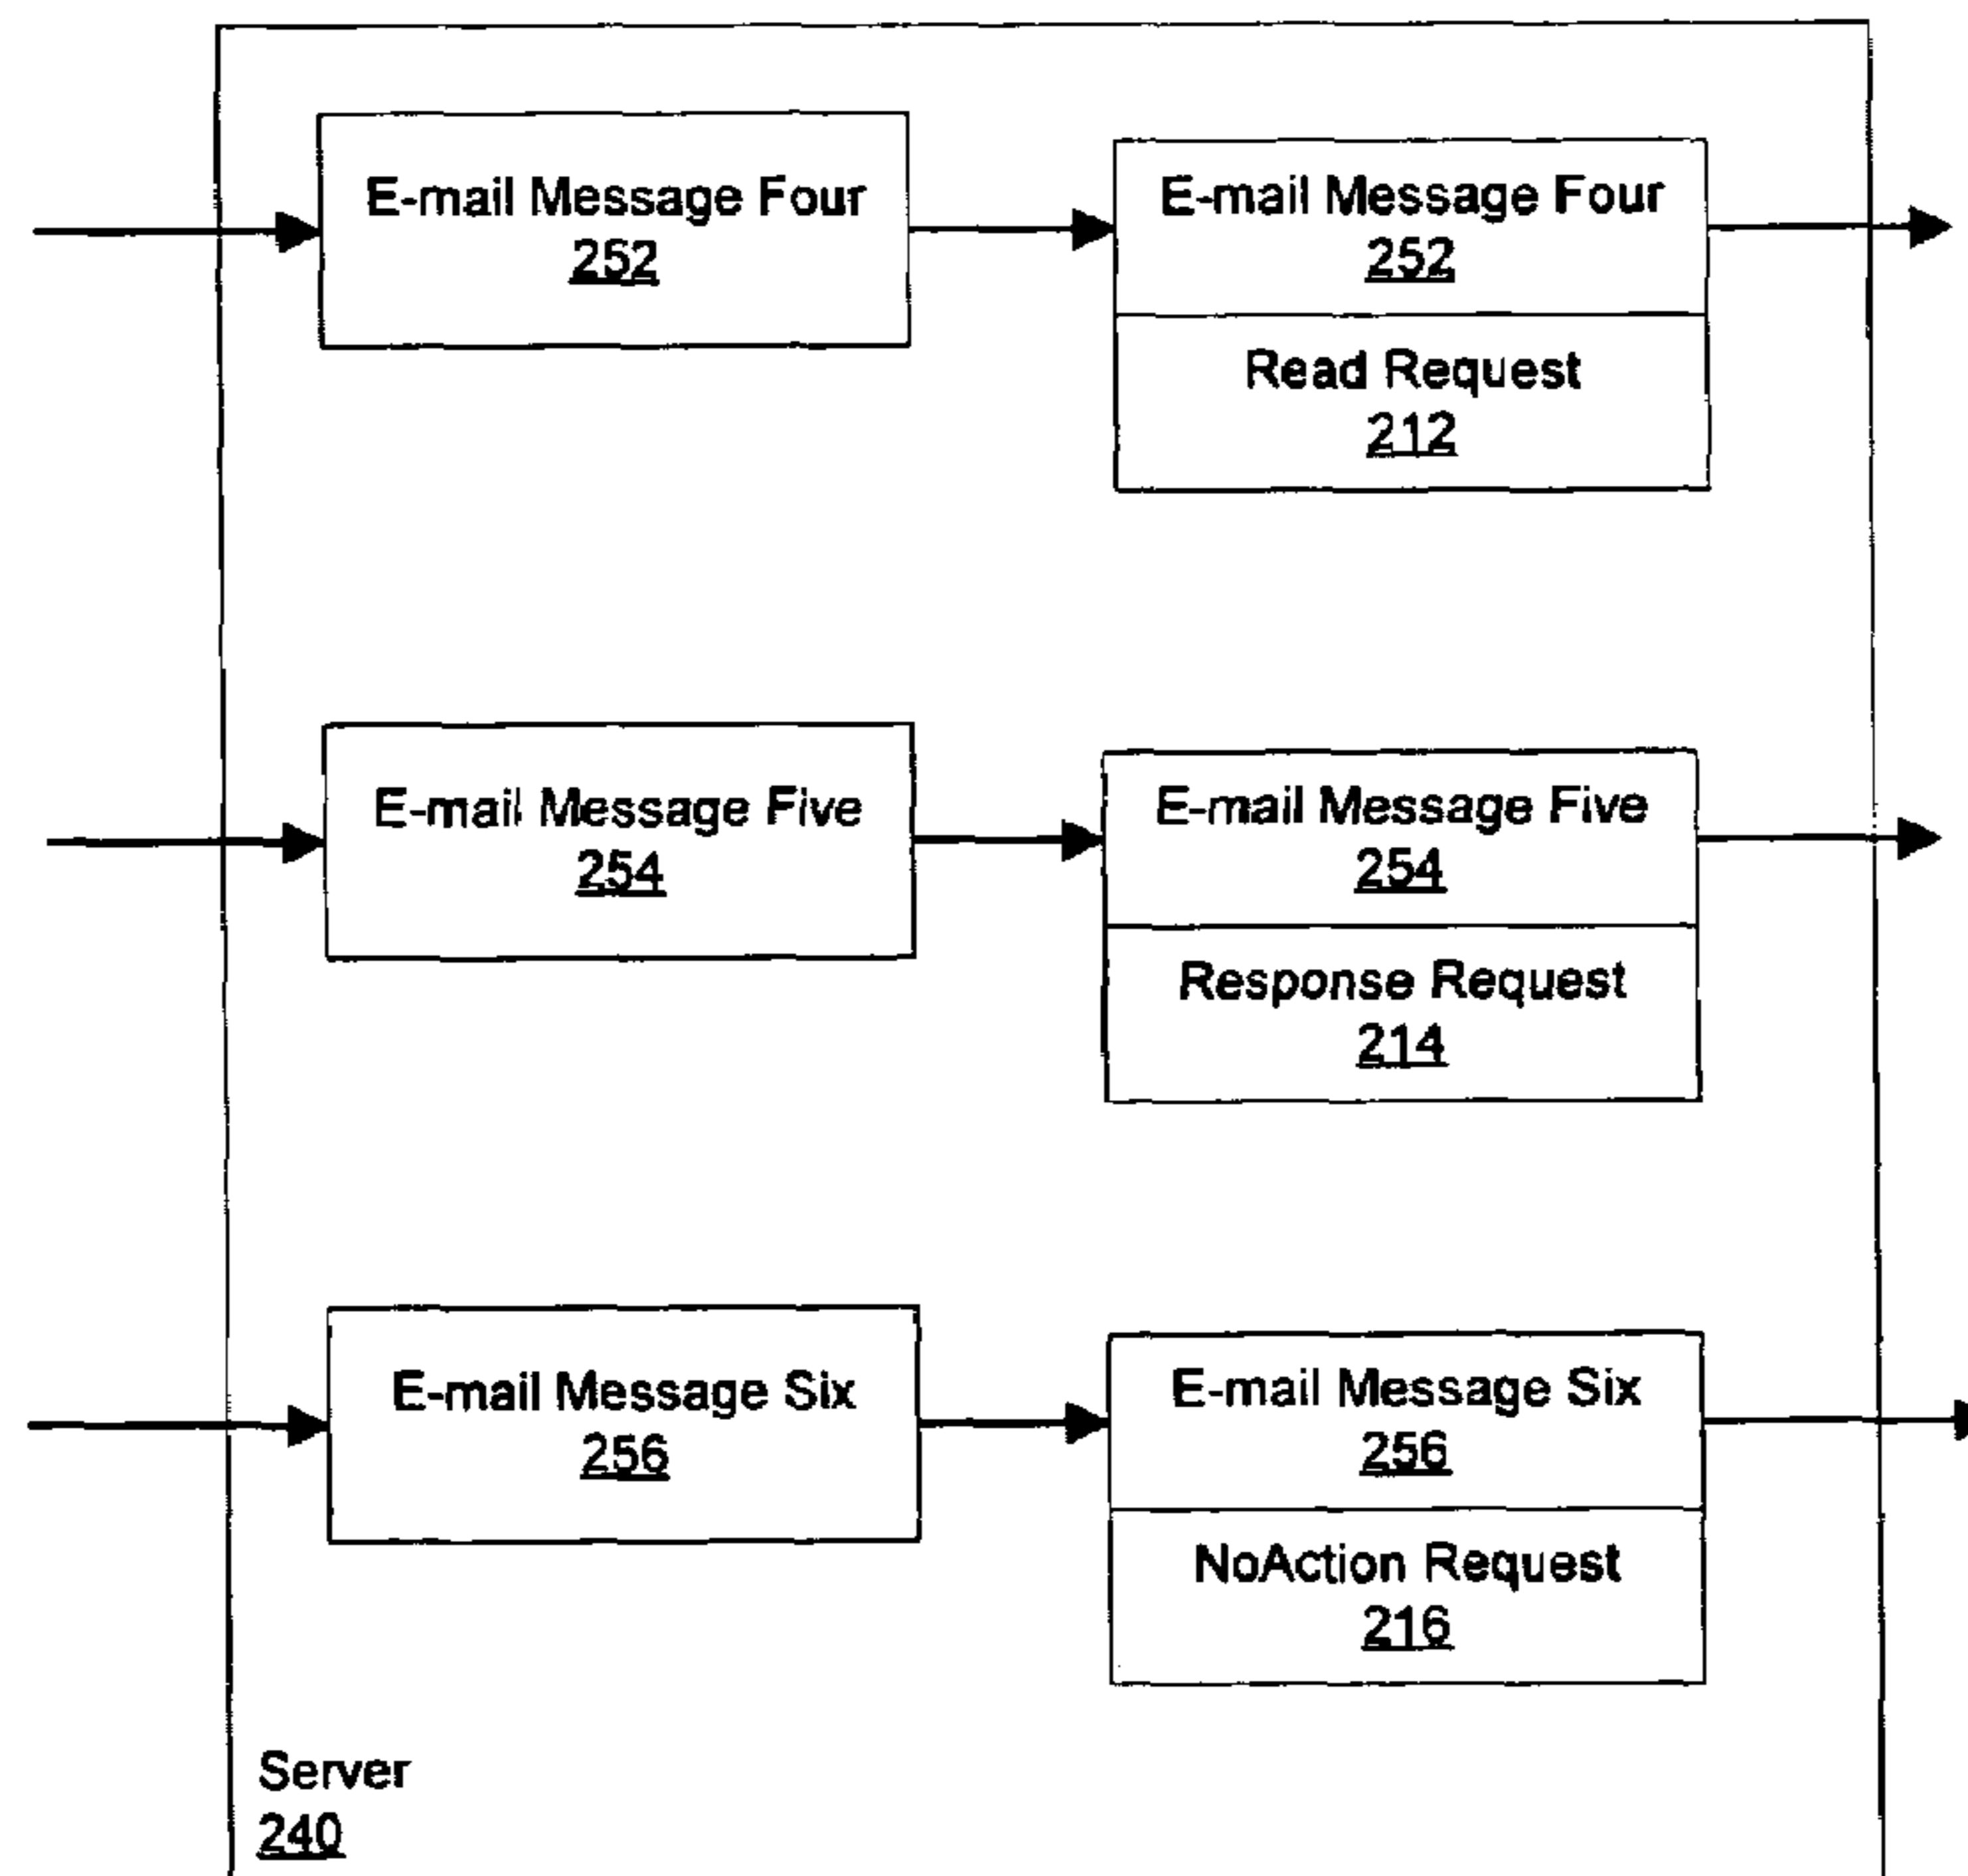 E-mail Message Four
252
E-mail Message Four
252
Read Request
212
E-mail Message Five
254
E-mail Message Five
254
Response Request
214
E-mail Message Six
256
E-mail Message Six
256
NoAction Request
216
Server
240